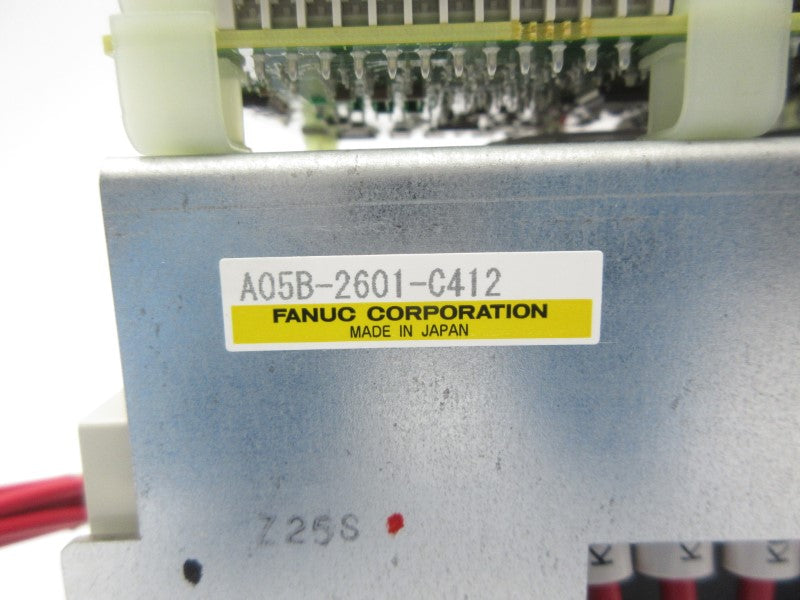 A05B-2601-C412
FANUC CORPORATION
MADE IN JAPAN
Z25S
K
K
K